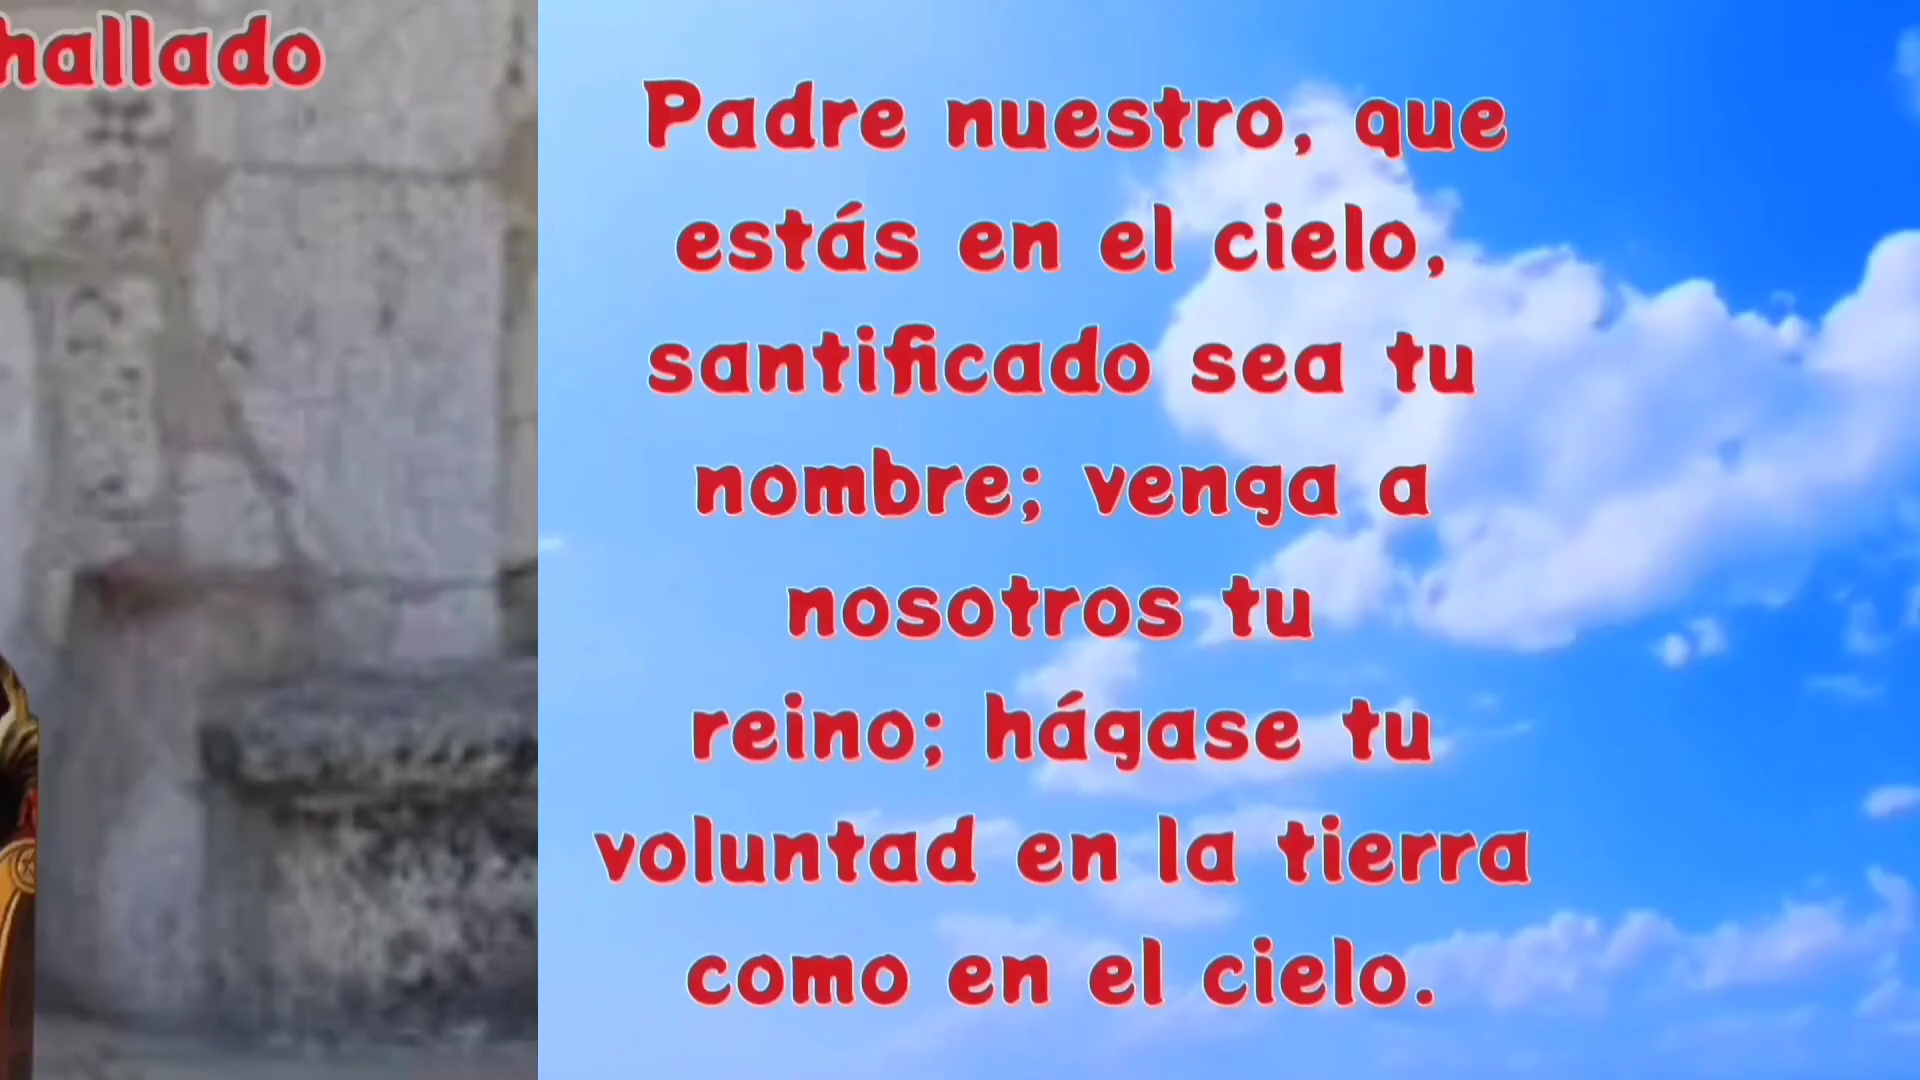 hallado
Padre nuestro, que
estás en el cielo,
santificado sea tu
nombre; venga a
nosotros tu
reino; hágase tu
voluntad en la tierra
como en el cielo.